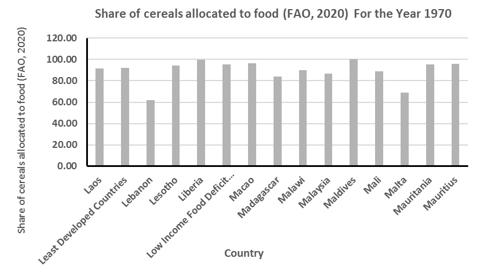 Share of cereals allocated to food (FAO, 2020)  For the Year 1970
Share of cereals allocated to food (FAO, 2020)
120.00
100.00
80.00
60.00
40.00
20.00
0.00
Laos
Least Developed Countries
Lebanon
Lesotho
Liberia
Low Income Food Deficit...
Macao
Madagascar
Malawi
Malaysia
Maldives
Mali
Malta
Mauritania
Mauritius
Country